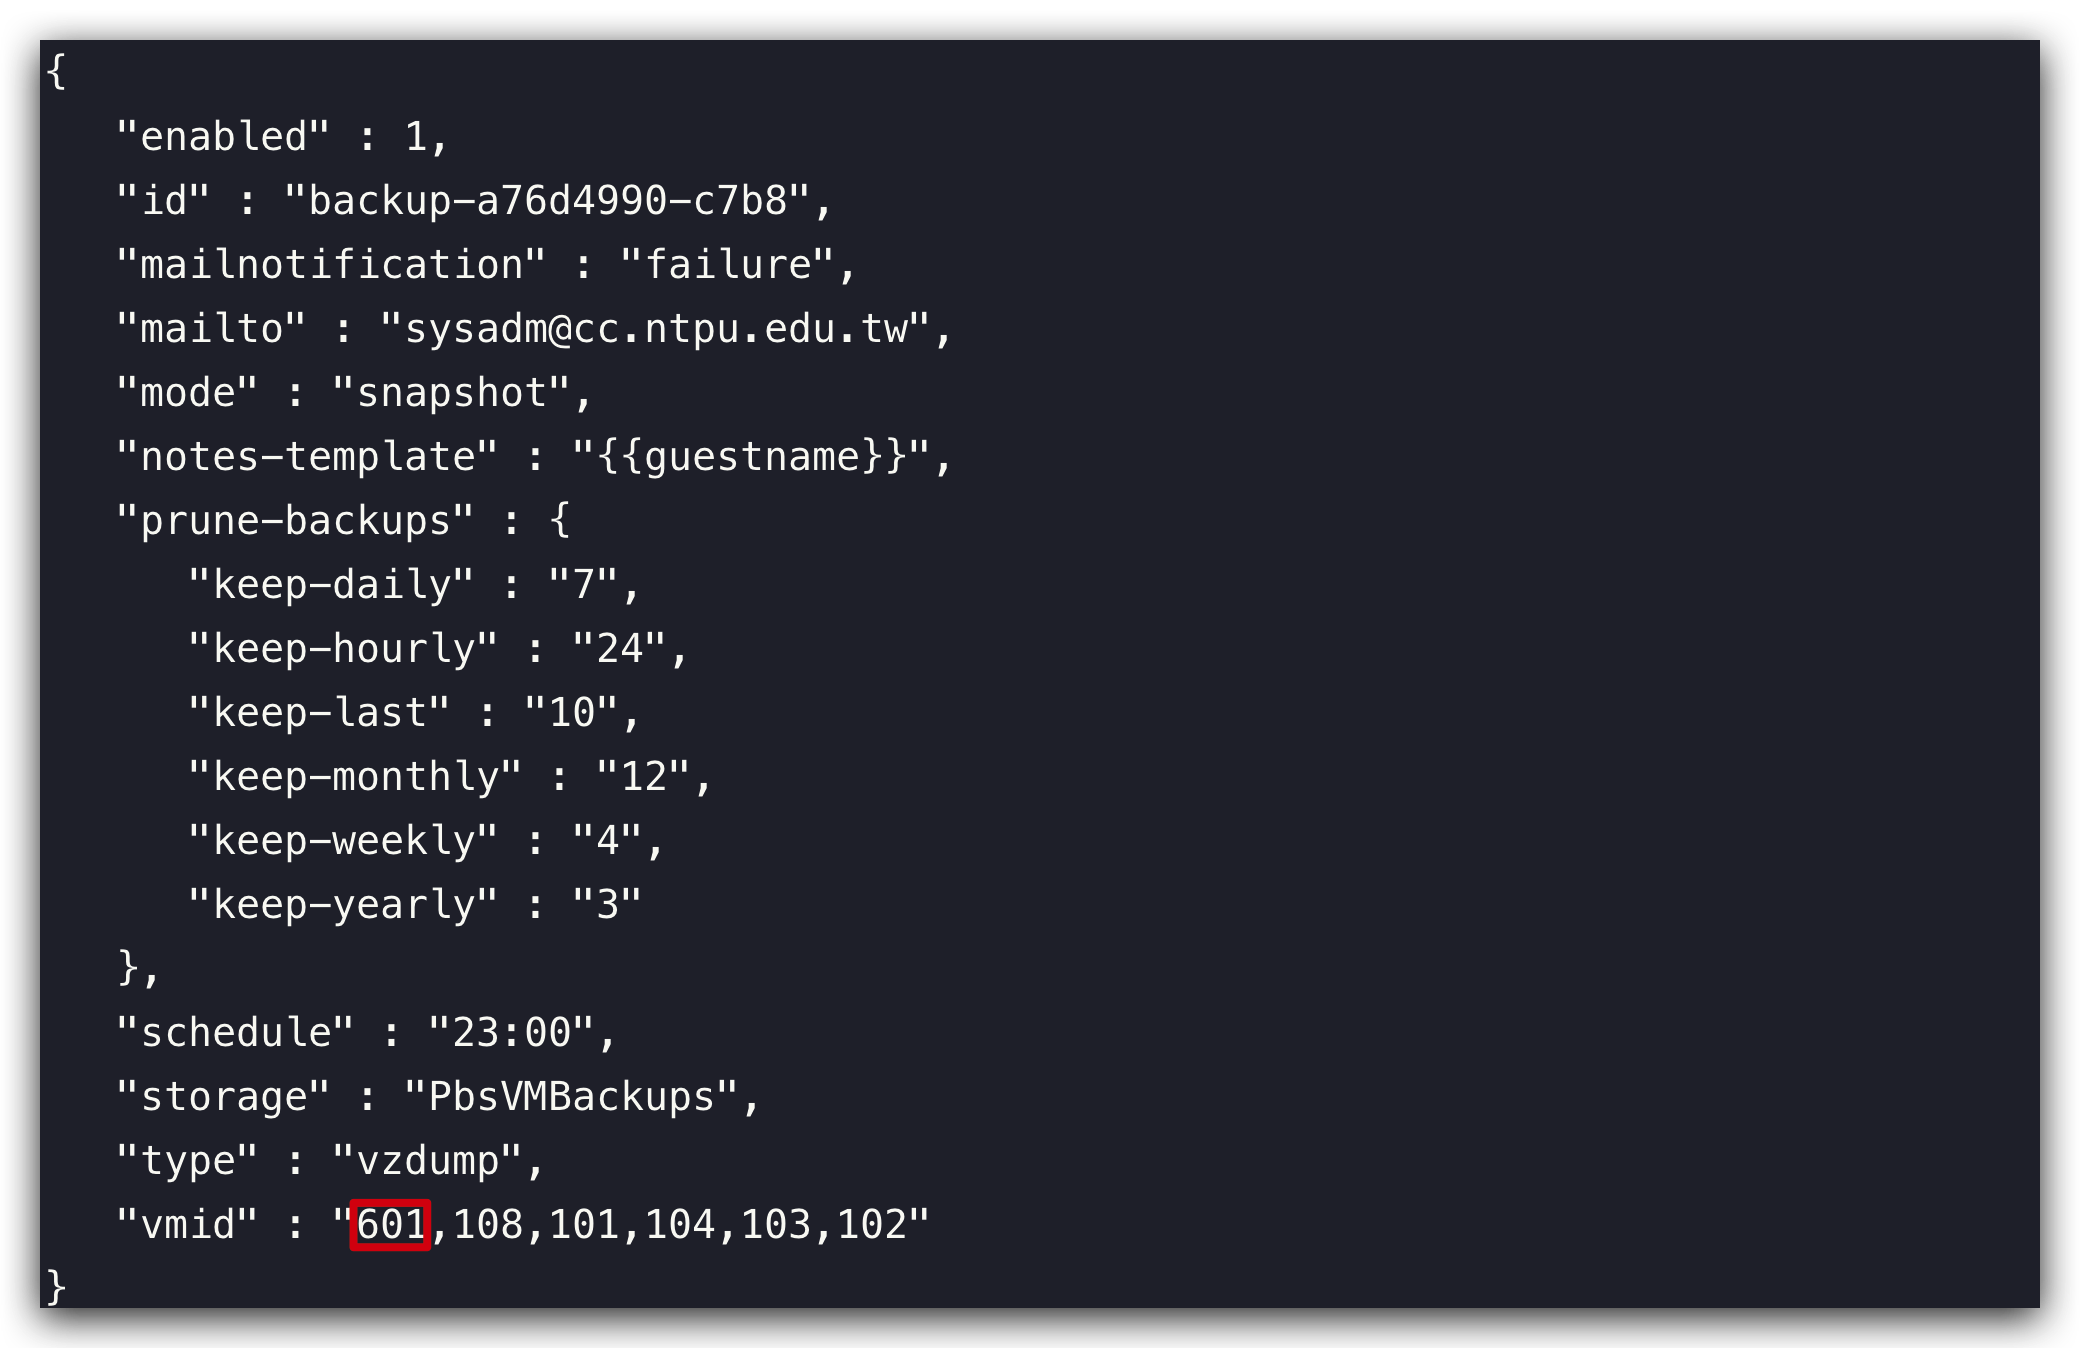 {
   "enabled" : 1,
   "id" : "backup-a76d4990-c7b8",
   "mailnotification" : "failure",
   "mailto" : "sysadm@cc.ntpu.edu.tw",
   "mode" : "snapshot",
   "notes-template" : "{{guestname}}",
   "prune-backups" : {
      "keep-daily" : "7",
      "keep-hourly" : "24",
      "keep-last" : "10",
      "keep-monthly" : "12",
      "keep-weekly" : "4",
      "keep-yearly" : "3"
   },
   "schedule" : "23:00",
   "storage" : "PbsVMBackups",
   "type" : "vzdump",
   "vmid" : "601,108,101,104,103,102"
}